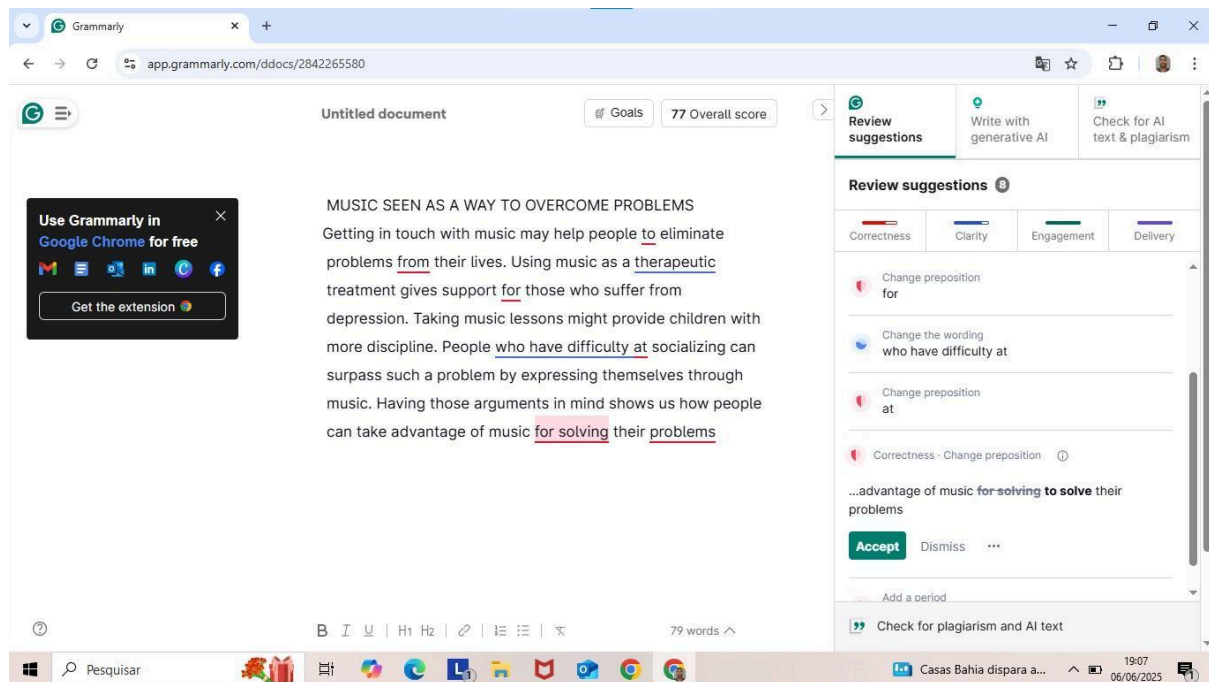 Grammarly
app.grammarly.com/ddocs/2842265580
Untitled document
Goals
77 Overall score
Use Grammarly in
Google Chrome for free
Get the extension
MUSIC SEEN AS A WAY TO OVERCOME PROBLEMS
Getting in touch with music may help people to eliminate
problems from their lives. Using music as a therapeutic
treatment gives support for those who suffer from
depression. Taking music lessons might provide children with
more discipline. People who have difficulty at socializing can
surpass such a problem by expressing themselves through
music. Having those arguments in mind shows us how people
can take advantage of music for solving their problems
B I U H1 H2
79 words
Review
suggestions
Write with
generative AI
Check for AI
text & plagiarism
Review suggestions 8
Correctness
Clarity
Engagement
Delivery
Change preposition
for
Change the wording
who have difficulty at
Change preposition
at
Correctness · Change preposition
...advantage of music for solving to solve their
problems
Accept
Dismiss
Add a period
Check for plagiarism and AI text
Pesquisar
Casas Bahia dispara a...
19:07
06/06/2025